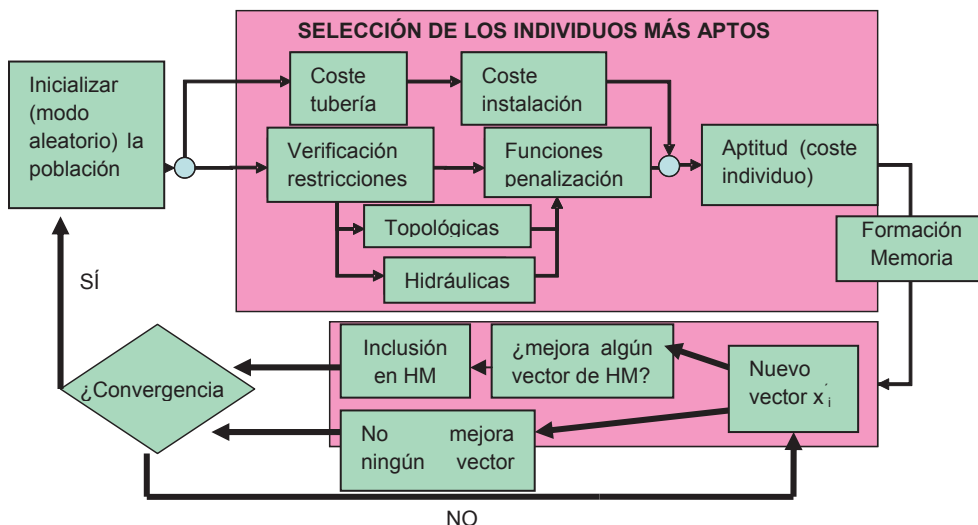 SELECCIÓN DE LOS INDIVIDUOS MÁS APTOS
Inicializar
(modo
aleatorio) la
población
Coste
tubería
Coste
instalación
Verificación
restricciones
Funciones
penalización
Aptitud (coste
individuo)
Topológicas
Hidráulicas
Formación
Memoria
SÍ
¿Convergencia
Inclusión
en HM
¿mejora algún
vector de HM?
Nuevo
vector x´i
No mejora
ningún vector
NO